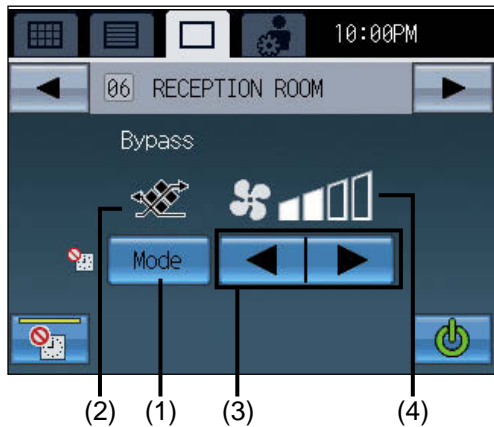 10:00PM
06 RECEPTION ROOM
Bypass
Mode
(2) (1) (3) (4)